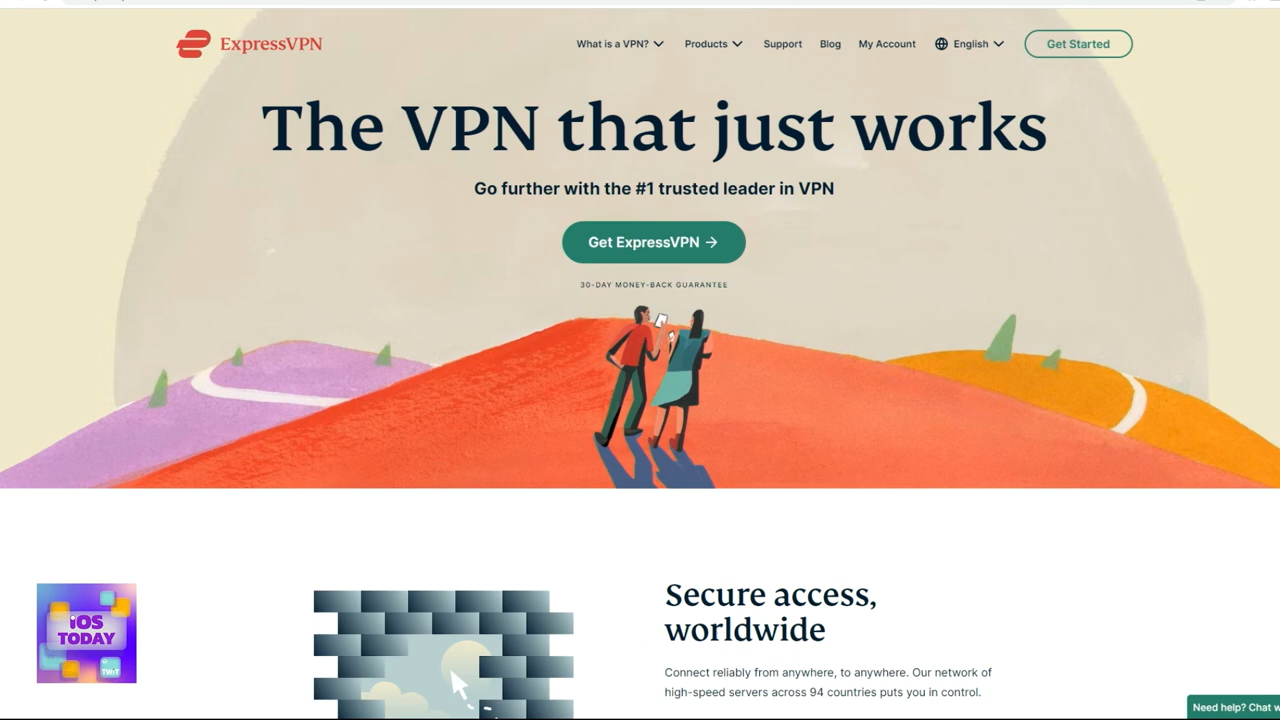 ExpressVPN
What is a VPN? Products Support Blog My Account English Get Started
The VPN that just works
Go further with the #1 trusted leader in VPN
Get ExpressVPN →
30-DAY MONEY-BACK GUARANTEE
iOS
TODAY
TWiT
Secure access,
worldwide
Connect reliably from anywhere, to anywhere. Our network of
high-speed servers across 94 countries puts you in control.
Need help? Chat w